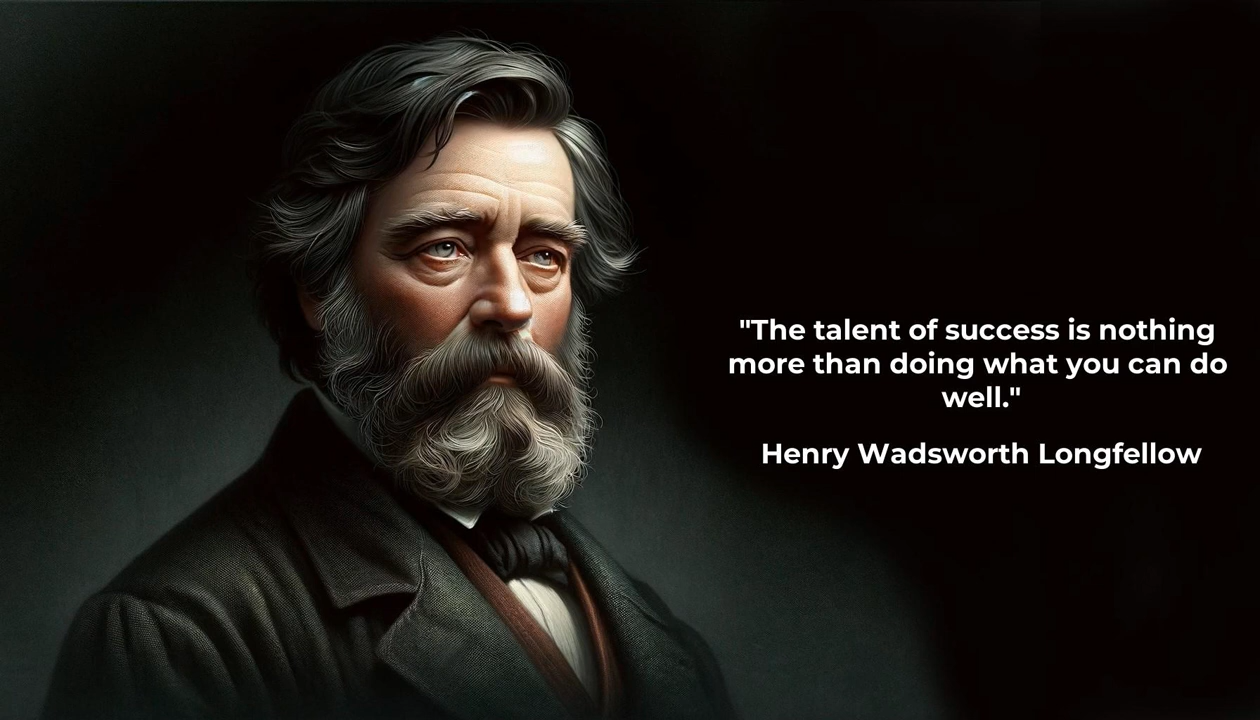 "The talent of success is nothing
more than doing what you can do
well."
Henry Wadsworth Longfellow